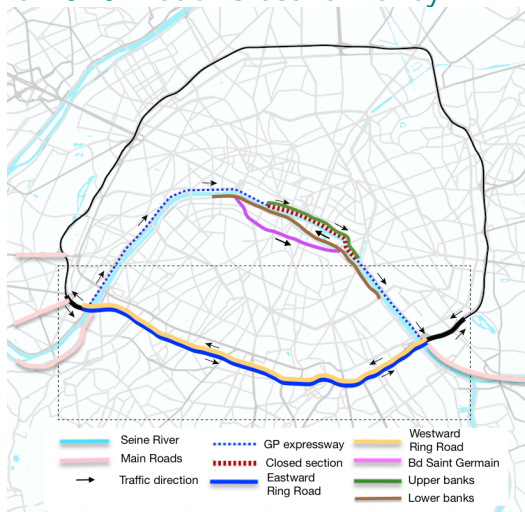 Seine River
GP expressway
Westward
Ring Road
Main Roads
Closed section
Bd Saint Germain
Traffic direction
Eastward
Ring Road
Upper banks
Lower banks